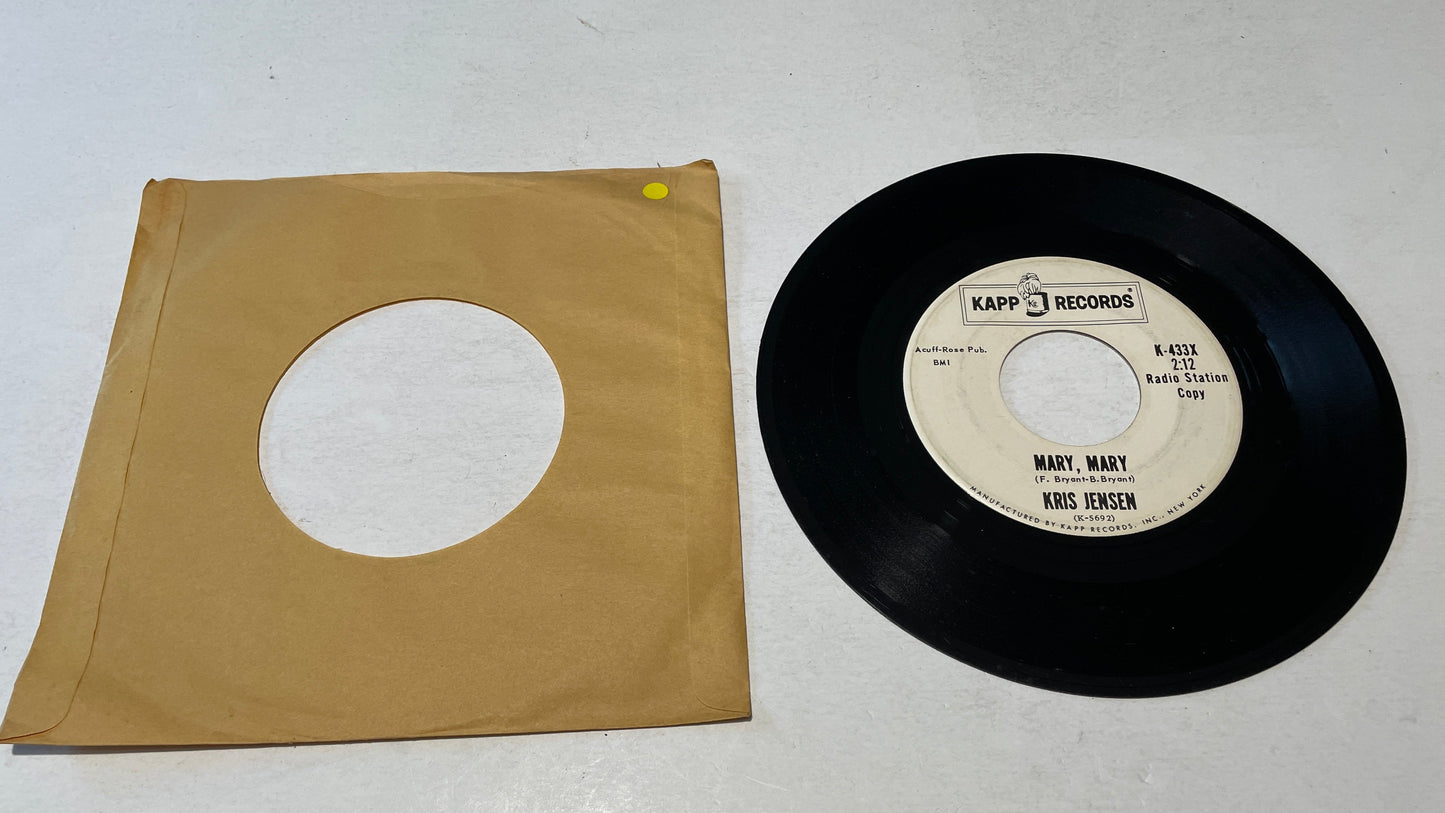 KAPP RECORDS®
Acuff-Rose Pub.
BMI
K-433X
2:12
Radio Station
Copy
MARY, MARY
(F. Bryant-B. Bryant)
KRIS JENSEN
(K-5692)
MANUFACTURED BY KAPP RECORDS, INC., NEW YORK